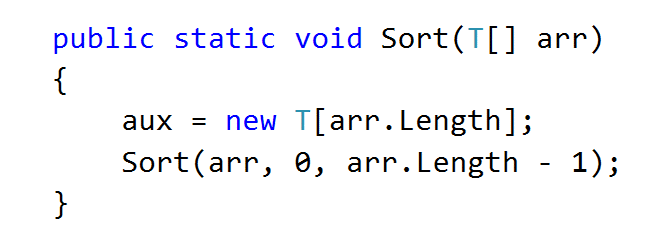 public static void Sort(T[] arr)
{
    aux = new T[arr.Length];
    Sort(arr, 0, arr.Length - 1);
}